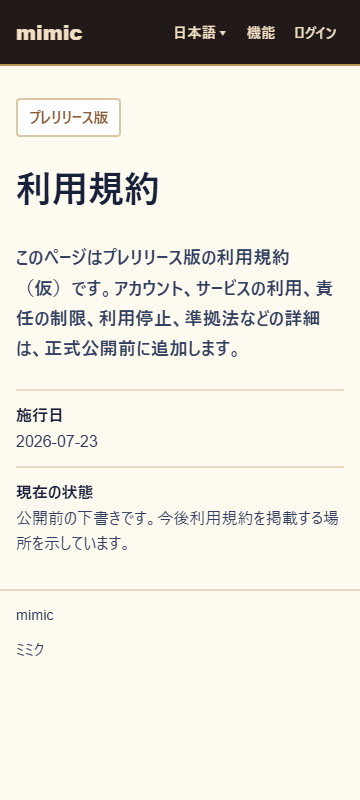 mimic
日本語▼ 機能 ログイン
プレリリース版
利用規約
このページはプレリリース版の利用規約
（仮）です。アカウント、サービスの利用、責
任の制限、利用停止、準拠法などの詳細
は、正式公開前に追加します。
施行日
2026-07-23
現在の状態
公開前の下書きです。今後利用規約を掲載する場
所を示しています。
mimic
ミミク